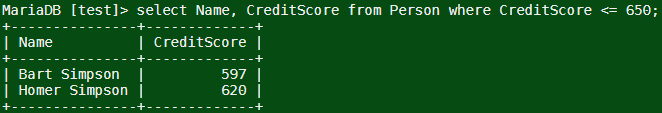 MariaDB [test]> select Name, CreditScore from Person where CreditScore <= 650;
+---------------+-------------+
| Name          | CreditScore |
+---------------+-------------+
| Bart Simpson  |         597 |
| Homer Simpson |         620 |
+---------------+-------------+